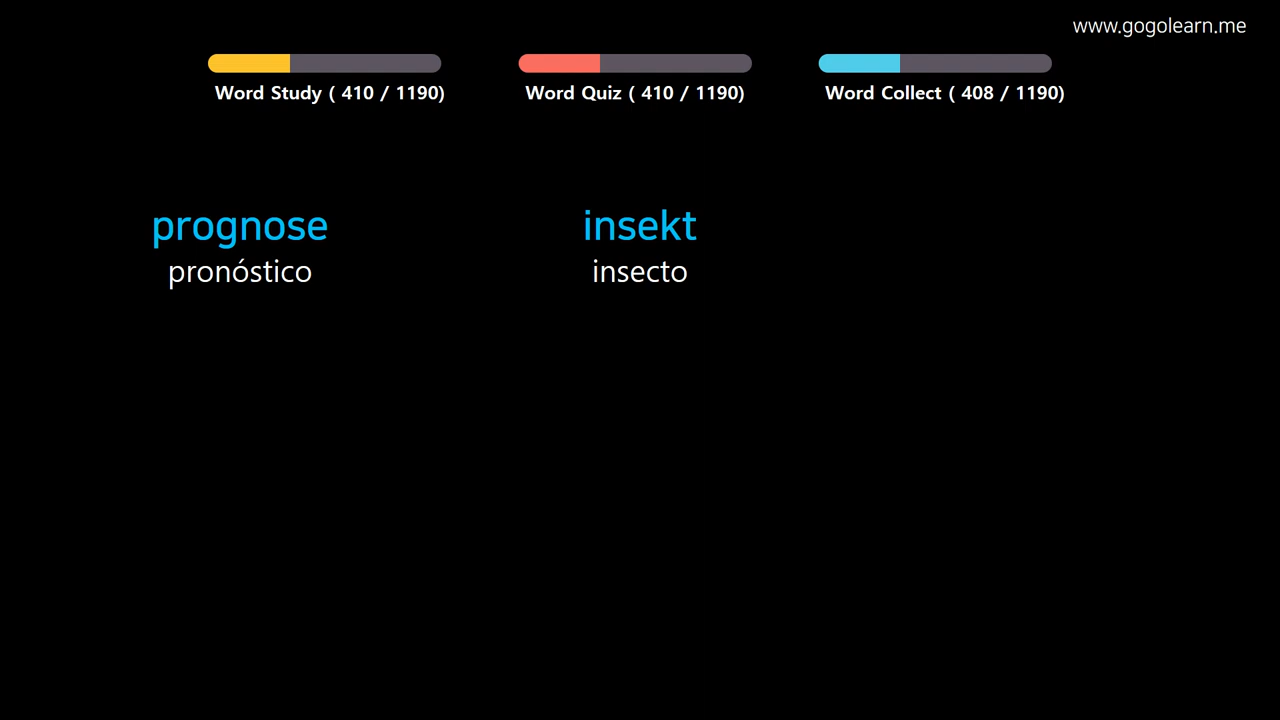 www.gogolearn.me
Word Study ( 410 / 1190)
Word Quiz ( 410 / 1190)
Word Collect ( 408 / 1190)
prognose
pronóstico
insekt
insecto